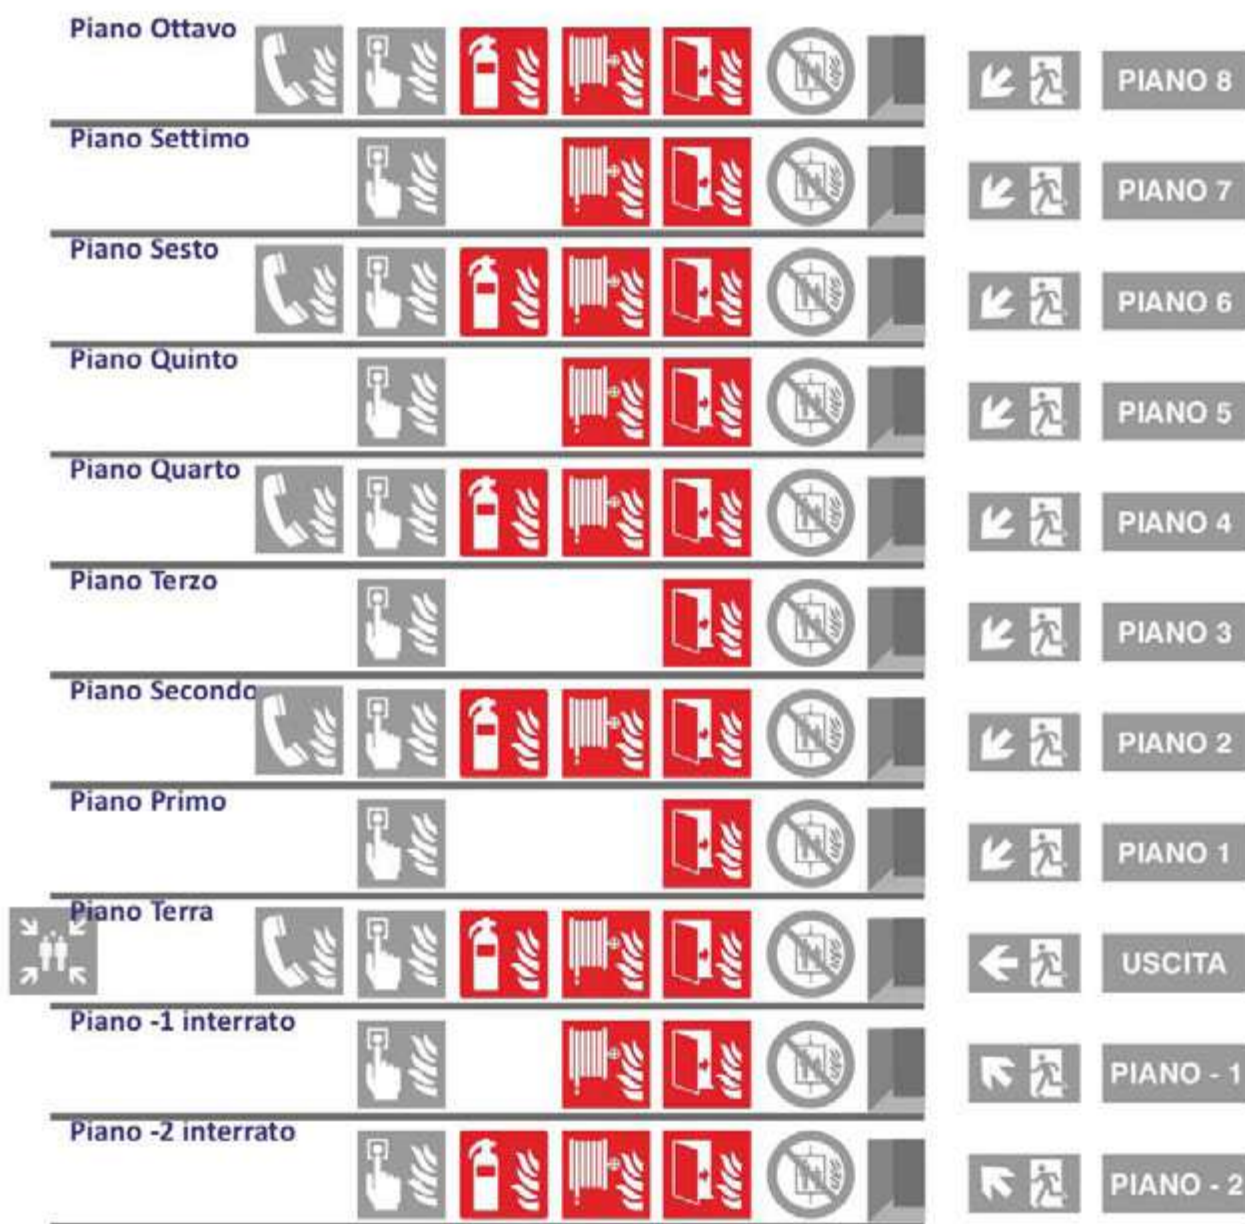 Piano Ottavo
PIANO 8
Piano Settimo
PIANO 7
Piano Sesto
PIANO 6
Piano Quinto
PIANO 5
Piano Quarto
PIANO 4
Piano Terzo
PIANO 3
Piano Secondo
PIANO 2
Piano Primo
PIANO 1
Piano Terra
USCITA
Piano -1 interrato
PIANO - 1
Piano -2 interrato
PIANO - 2